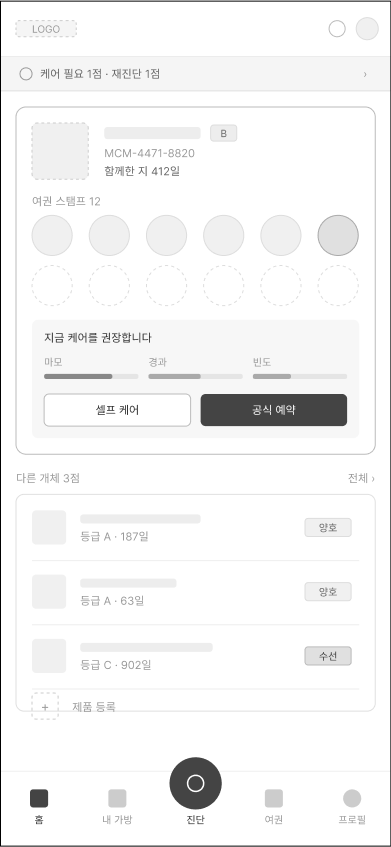 LOGO
케어 필요 1점 · 재진단 1점 ›
B
MCM-4471-8820
함께한 지 412일
여권 스탬프 12
지금 케어를 권장합니다
마모 경과 빈도
셀프 케어 공식 예약
다른 개체 3점 전체 ›
양호
등급 A · 187일
양호
등급 A · 63일
수선
등급 C · 902일
+ 제품 등록
홈 내 가방 진단 여권 프로필